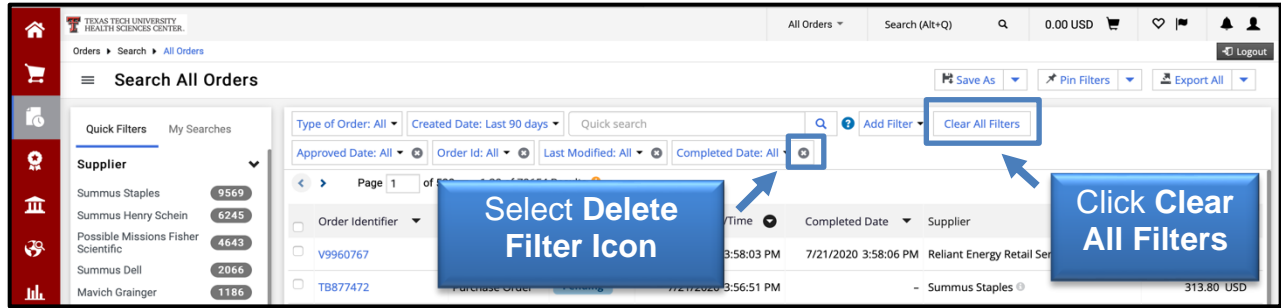 TEXAS TECH UNIVERSITY
HEALTH SCIENCES CENTER.
All Orders
Search (Alt+Q)
0.00 USD
Orders Search All Orders
Logout
Search All Orders
Save As
Pin Filters
Export All
Quick Filters
My Searches
Type of Order: All
Created Date: Last 90 days
Quick search
Add Filter
Clear All Filters
Approved Date: All
Order Id: All
Last Modified: All
Completed Date: All
Supplier
Page 1 of
Summus Staples 9569
Summus Henry Schein 6245
Possible Missions Fisher
Scientific 4643
Summus Dell 2066
Mavich Grainger 1186
Order Identifier
/Time
Completed Date
Supplier
V9960767
3:58:03 PM
7/21/2020 3:58:06 PM
Reliant Energy Retail Ser
TB877472
Purchase Order
Pending
7/21/2020 3:56:51 PM
–
Summus Staples
313.80 USD
Select Delete
Filter Icon
Click Clear
All Filters